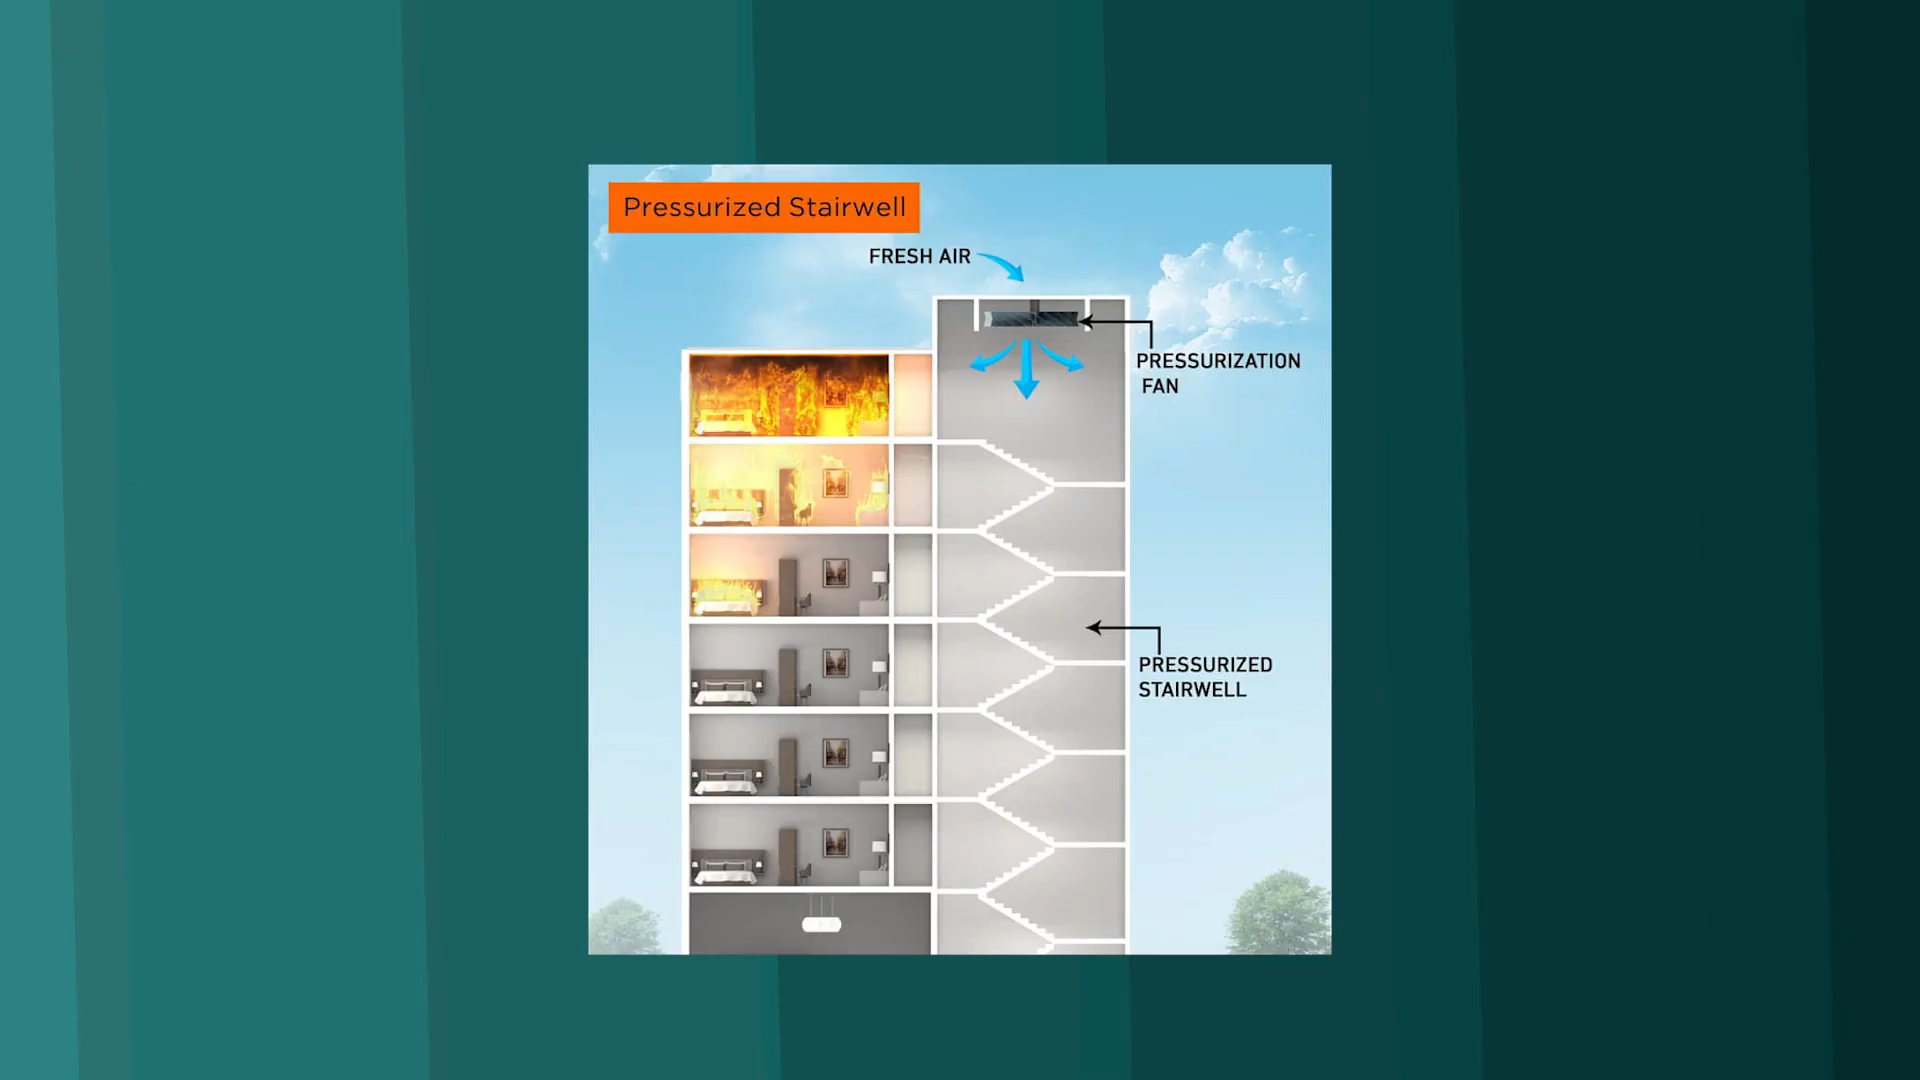 Pressurized Stairwell
FRESH AIR
PRESSURIZATION
FAN
PRESSURIZED
STAIRWELL